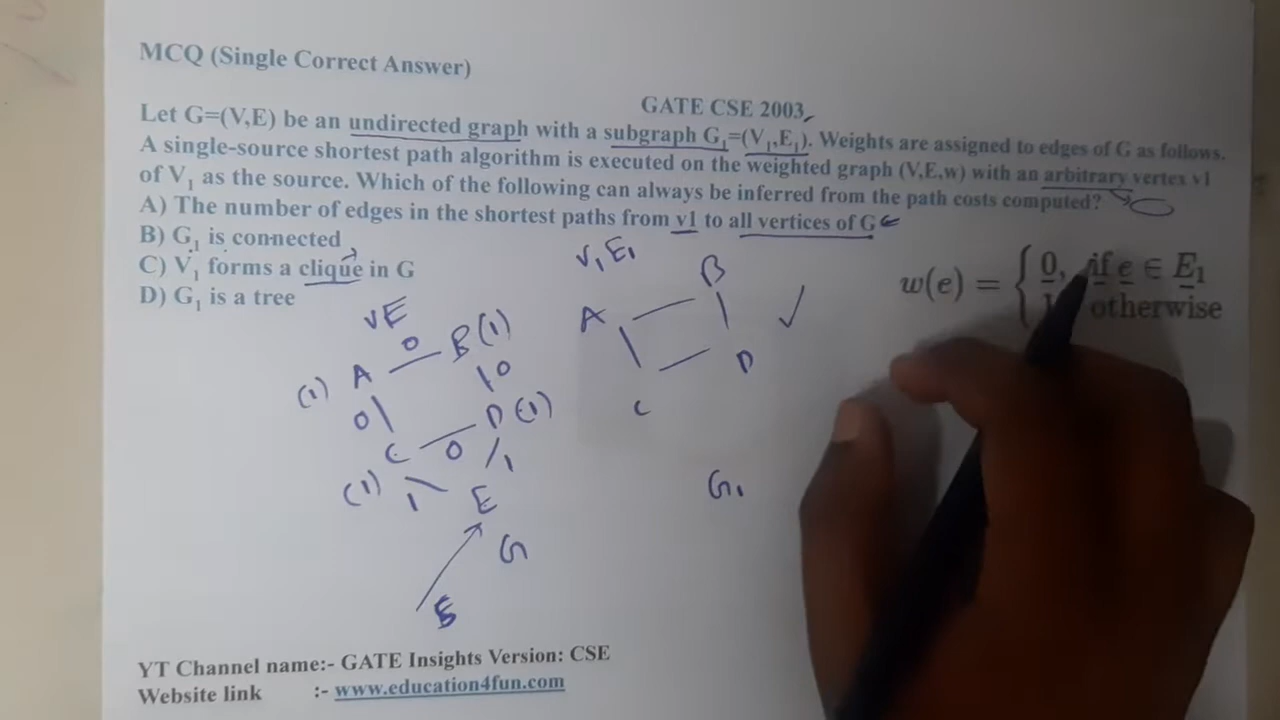 MCQ (Single Correct Answer)
GATE CSE 2003
Let G=(V,E) be an undirected graph with a subgraph G1=(V1,E1). Weights are assigned to edges of G as follows.
A single-source shortest path algorithm is executed on the weighted graph (V,E,w) with an arbitrary vertex v1
of V1 as the source. Which of the following can always be inferred from the path costs computed?
A) The number of edges in the shortest paths from v1 to all vertices of G
B) G1 is connected
C) V1 forms a clique in G
D) G1 is a tree
w(e) = { 0, if e ∈ E1
otherwise
V1 E1
B
A
D
C
G1
VE
0
B (1)
(1) A
0
0
D (1)
C
0
1
(1)
1
E
G
YT Channel name:- GATE Insights Version: CSE
Website link :- www.education4fun.com